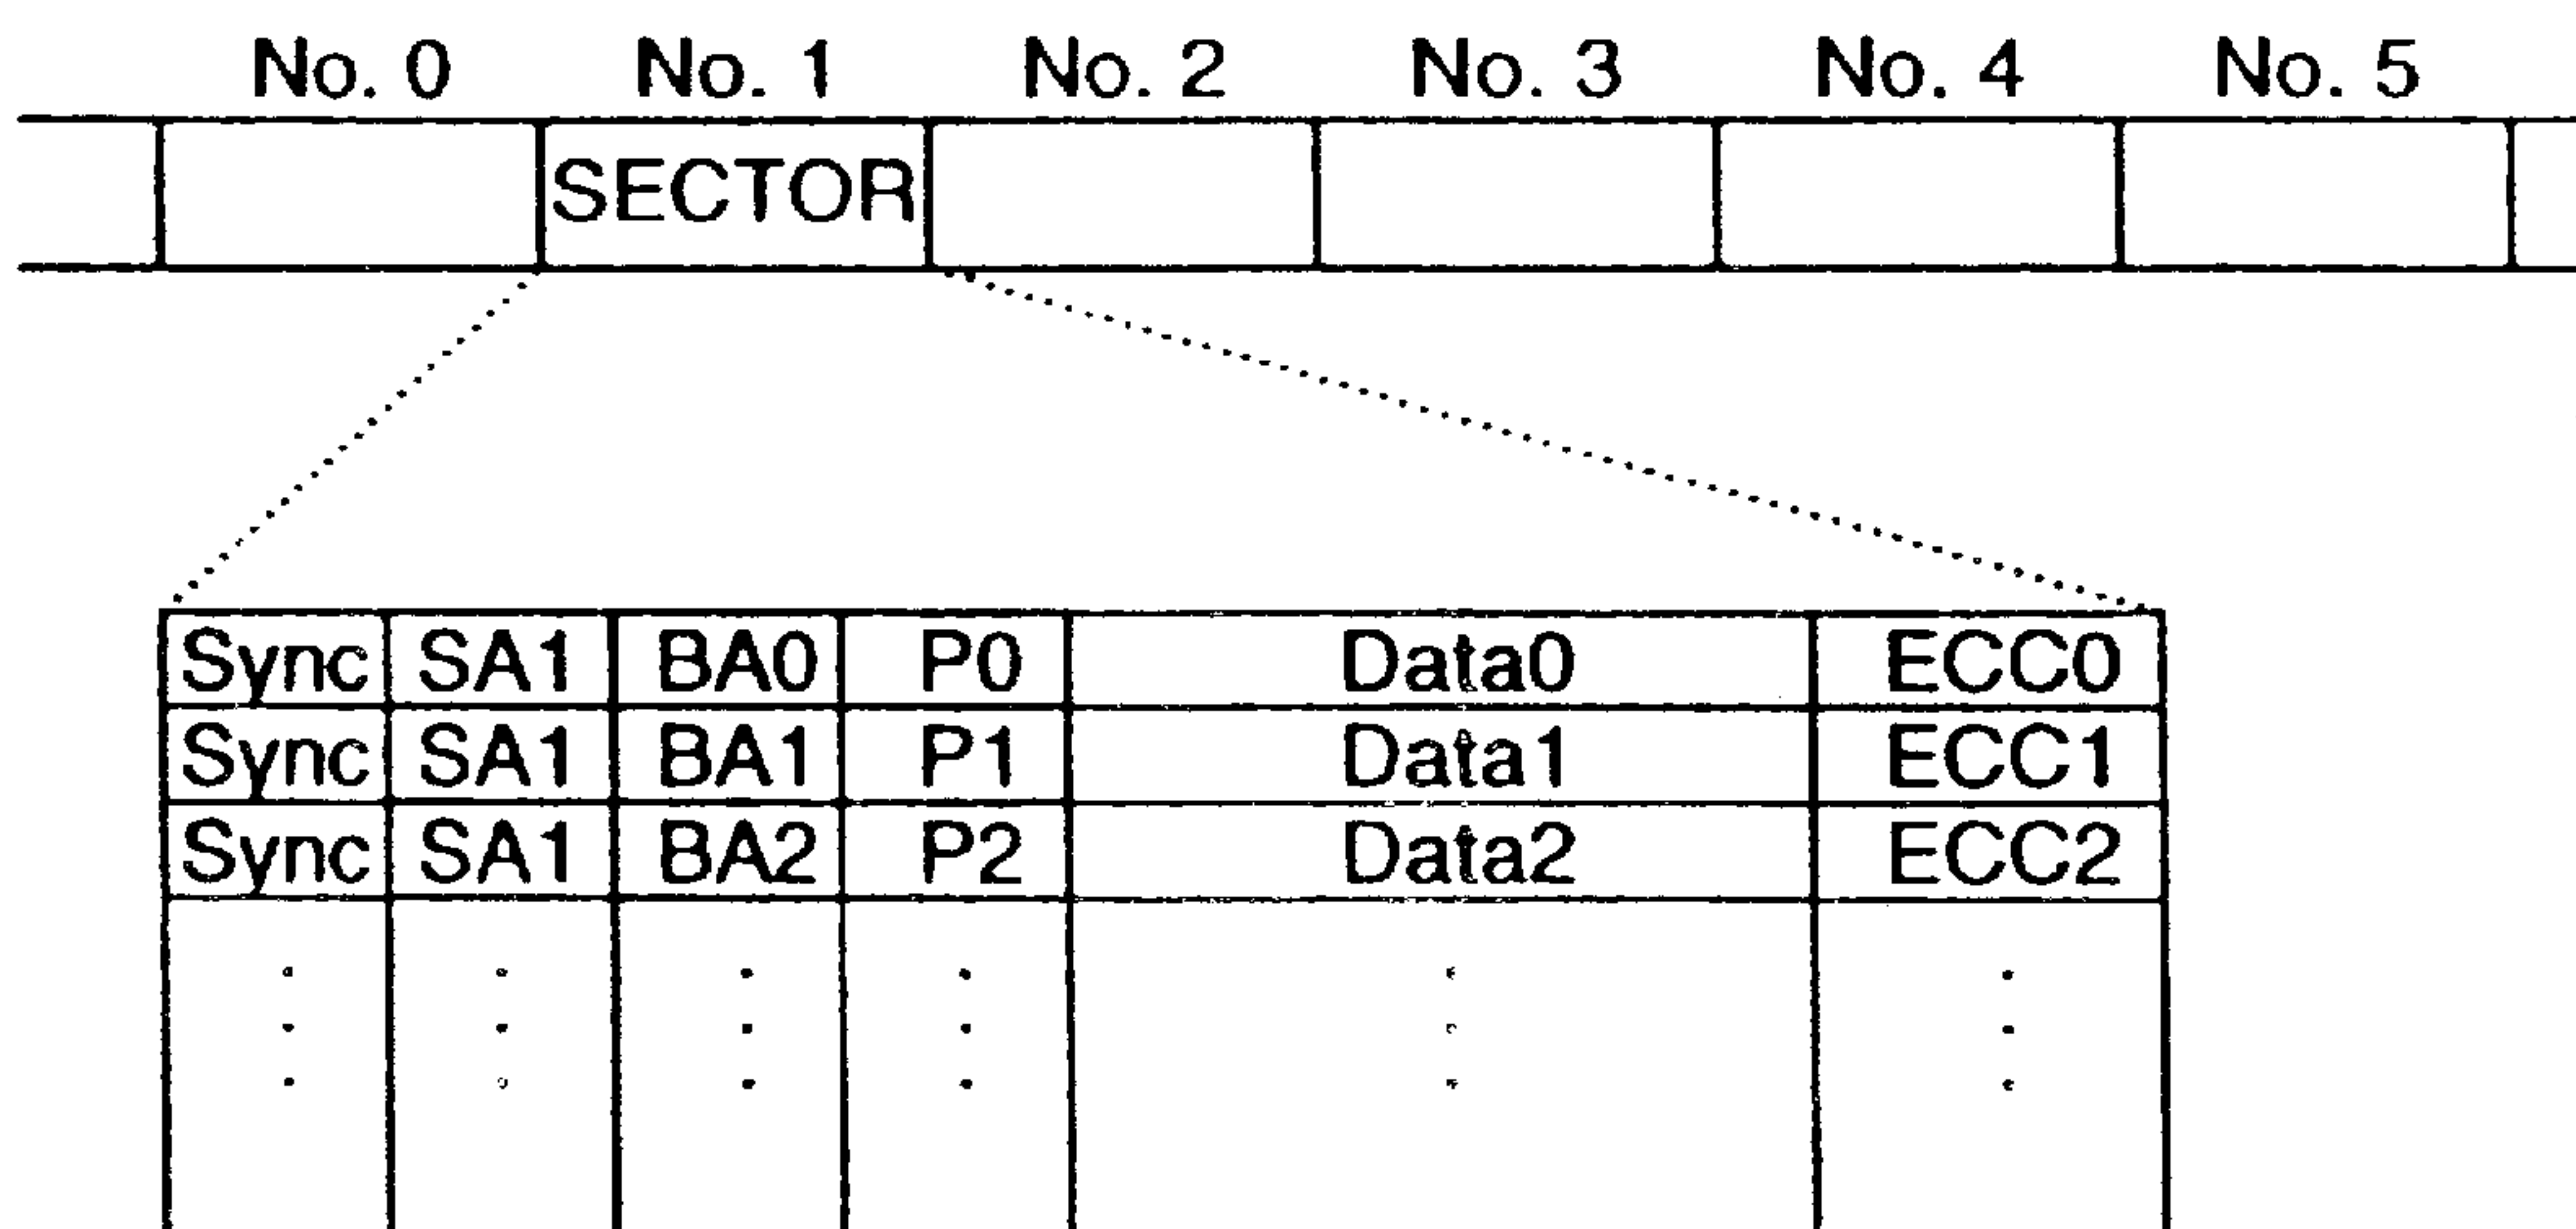 No. 0 No. 1 No. 2 No. 3 No. 4 No. 5
SECTOR
Sync SA1 BA0 P0 Data0 ECC0
Sync SA1 BA1 P1 Data1 ECC1
Sync SA1 BA2 P2 Data2 ECC2